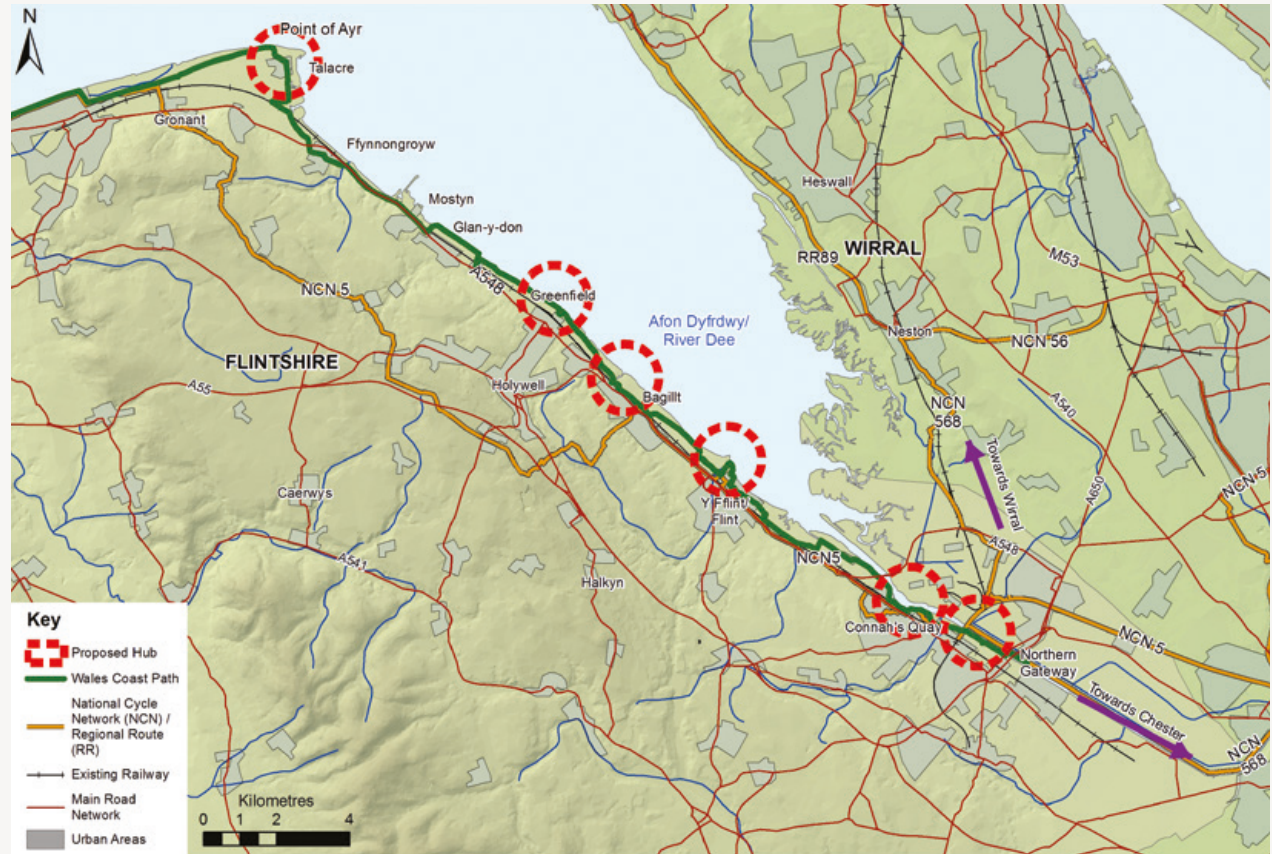 N
Point of Ayr
Talacre
Gronant
Ffynnongroyw
Mostyn
Glan-y-don
A548
Greenfield
NCN 5
FLINTSHIRE
A55
Holywell
Bagillt
Afon Dyfrdwy/
River Dee
Heswall
WIRRAL
RR89
M53
Neston
NCN 56
A540
NCN
568
Towards Wirral
A650
NCN 5
A548
Caerwys
Y Fflint/
Flint
A541
Halkyn
NCN5
Connah's Quay
NCN 5
Northern
Gateway
Towards Chester
NCN
568
Key
Proposed Hub
Wales Coast Path
National Cycle
Network (NCN) /
Regional Route
(RR)
Existing Railway
Main Road
Network
Urban Areas
Kilometres
0 1 2 4